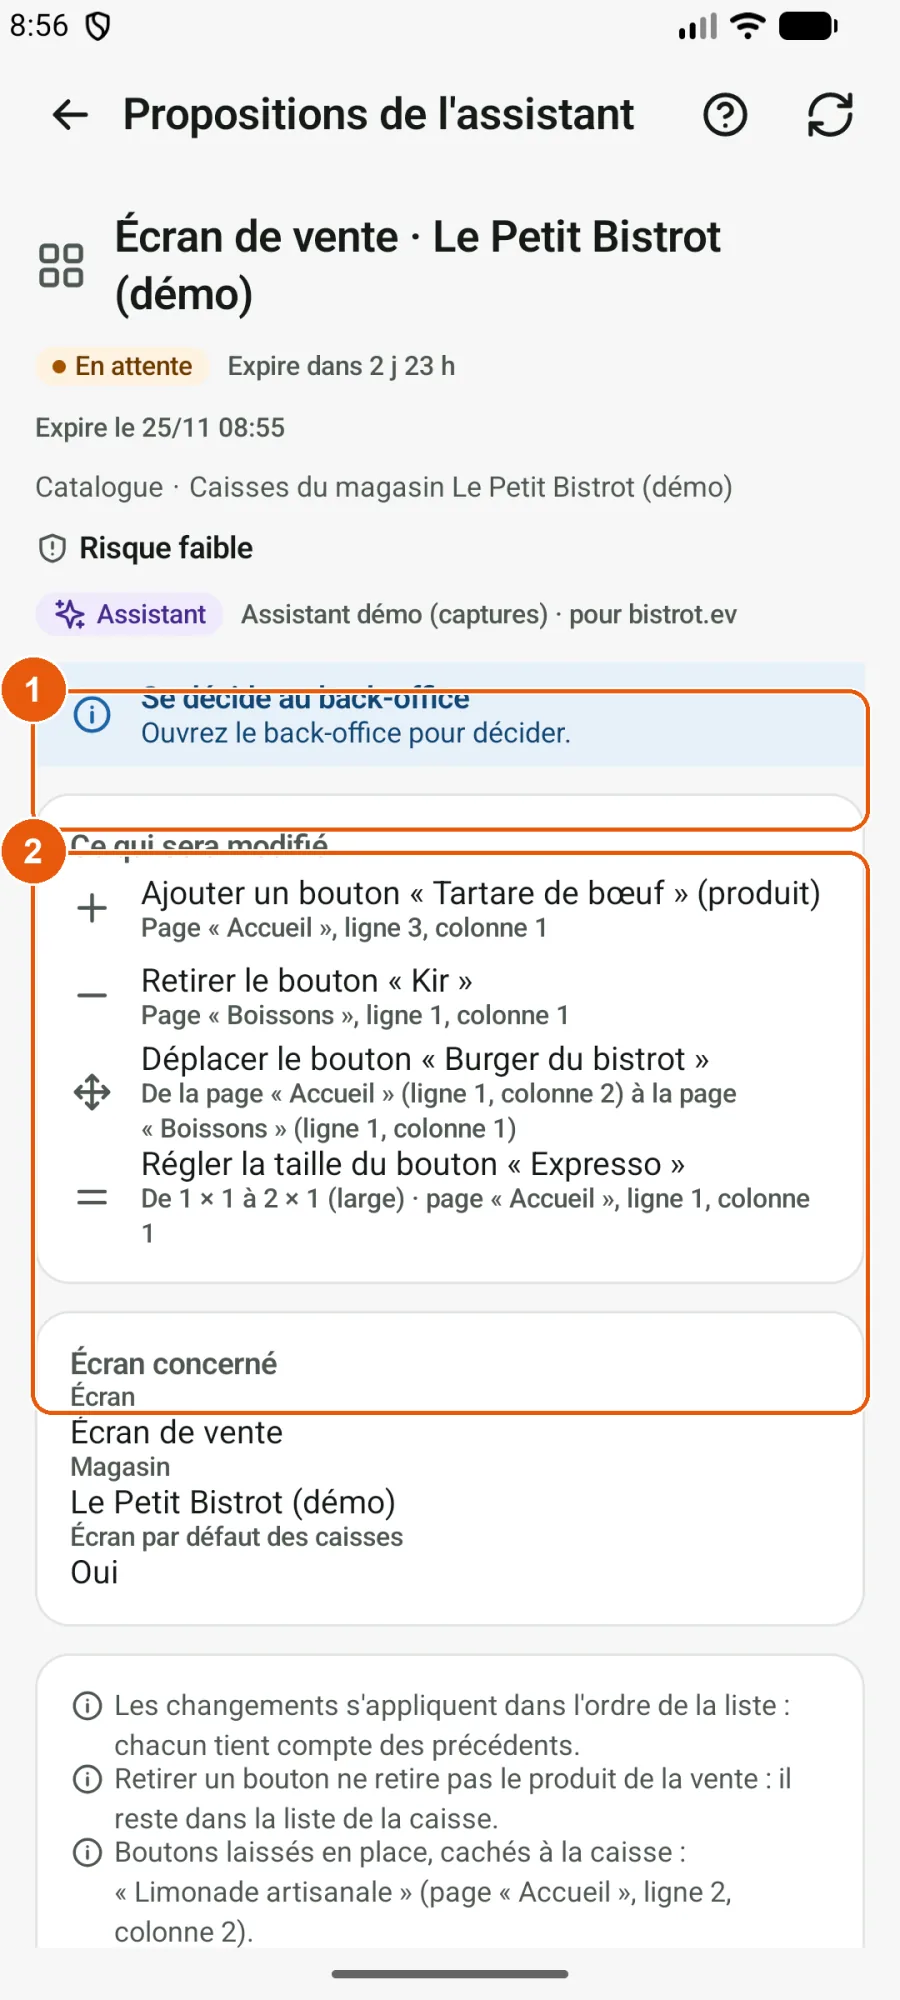 8:56
Propositions de l'assistant
Écran de vente · Le Petit Bistrot
(démo)
En attente
Expire dans 2 j 23 h
Expire le 25/11 08:55
Catalogue · Caisses du magasin Le Petit Bistrot (démo)
Risque faible
Assistant
Assistant démo (captures) · pour bistrot.ev
1
Se décide au back-office
Ouvrez le back-office pour décider.
2
Ce qui sera modifié
Ajouter un bouton « Tartare de bœuf » (produit)
Page « Accueil », ligne 3, colonne 1
Retirer le bouton « Kir »
Page « Boissons », ligne 1, colonne 1
Déplacer le bouton « Burger du bistrot »
De la page « Accueil » (ligne 1, colonne 2) à la page
« Boissons » (ligne 1, colonne 1)
Régler la taille du bouton « Expresso »
De 1 × 1 à 2 × 1 (large) · page « Accueil », ligne 1, colonne
1
Écran concerné
Écran
Écran de vente
Magasin
Le Petit Bistrot (démo)
Écran par défaut des caisses
Oui
Les changements s'appliquent dans l'ordre de la liste :
chacun tient compte des précédents.
Retirer un bouton ne retire pas le produit de la vente : il
reste dans la liste de la caisse.
Boutons laissés en place, cachés à la caisse :
« Limonade artisanale » (page « Accueil », ligne 2,
colonne 2).